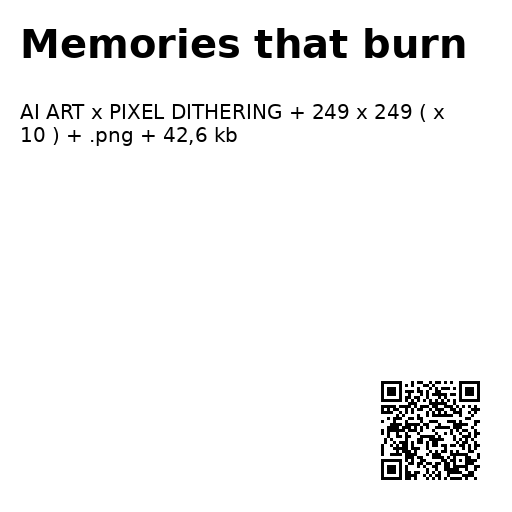 Memories that burn
AI ART x PIXEL DITHERING + 249 x 249 ( x
10 ) + .png + 42,6 kb